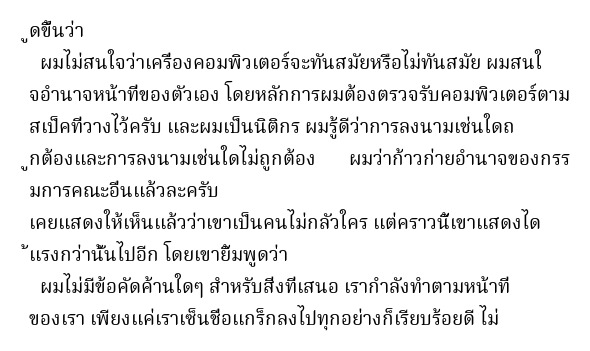 ูดขึ้นว่า
ผมไม่สนใจว่าเครื่องคอมพิวเตอร์จะทันสมัยหรือไม่ทันสมัย ผมสนใ
จอำนาจหน้าที่ของตัวเอง โดยหลักการผมต้องตรวจรับคอมพิวเตอร์ตาม
สเป็คที่วางไว้ครับ และผมเป็นนิติกร ผมรู้ดีว่าการลงนามเช่นใดถ
ูกต้องและการลงนามเช่นใดไม่ถูกต้อง ผมว่าก้าวก่ายอำนาจของกรร
มการคณะอื่นแล้วละครับ
เคยแสดงให้เห็นแล้วว่าเขาเป็นคนไม่กลัวใคร แต่คราวนี้เขาแสดงได
้แรงกว่านั้นไปอีก โดยเขายิ้มพูดว่า
ผมไม่มีข้อคัดค้านใดๆ สำหรับสิ่งที่เสนอ เรากำลังทำตามหน้าที่
ของเรา เพียงแค่เราเซ็นชื่อแกร็กลงไปทุกอย่างก็เรียบร้อยดี ไม่